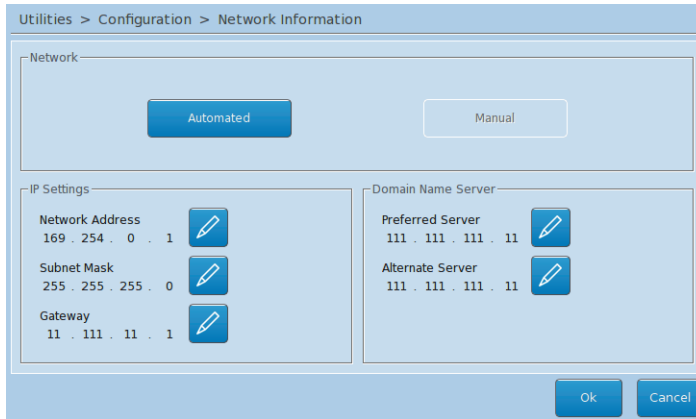 Utilities > Configuration > Network Information
Network
Automated
Manual
IP Settings
Network Address
169 . 254 . 0 . 1
Subnet Mask
255 . 255 . 255 . 0
Gateway
11 . 111 . 11 . 1
Domain Name Server
Preferred Server
111 . 111 . 111 . 11
Alternate Server
111 . 111 . 111 . 11
Ok
Cancel